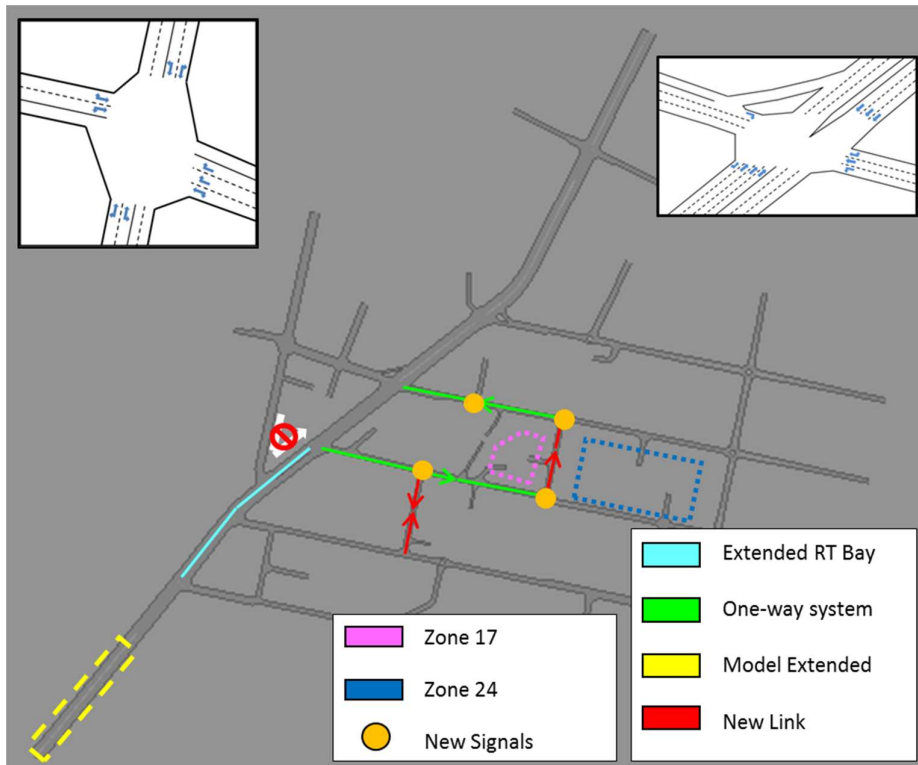 Zone 17
Zone 24
New Signals
Extended RT Bay
One-way system
Model Extended
New Link